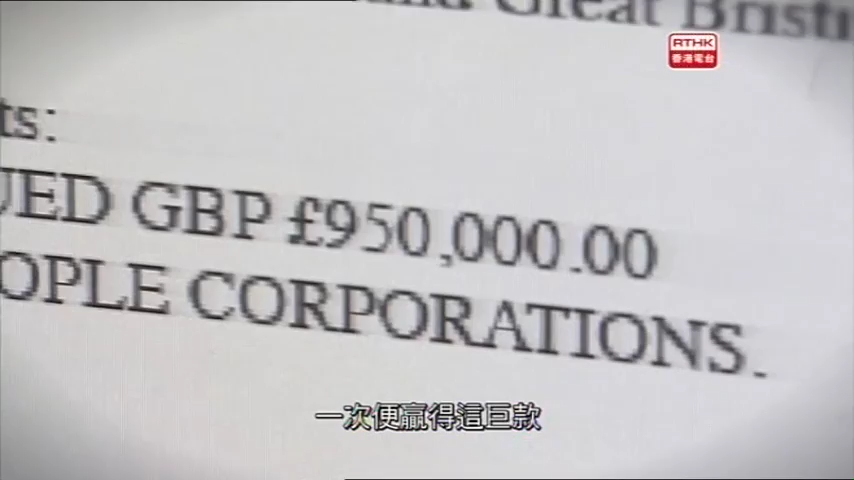 Great
RTHK
香港電台
ts:
UED GBP £950,000.00
OPLE CORPORATIONS.
一次便贏得這巨款